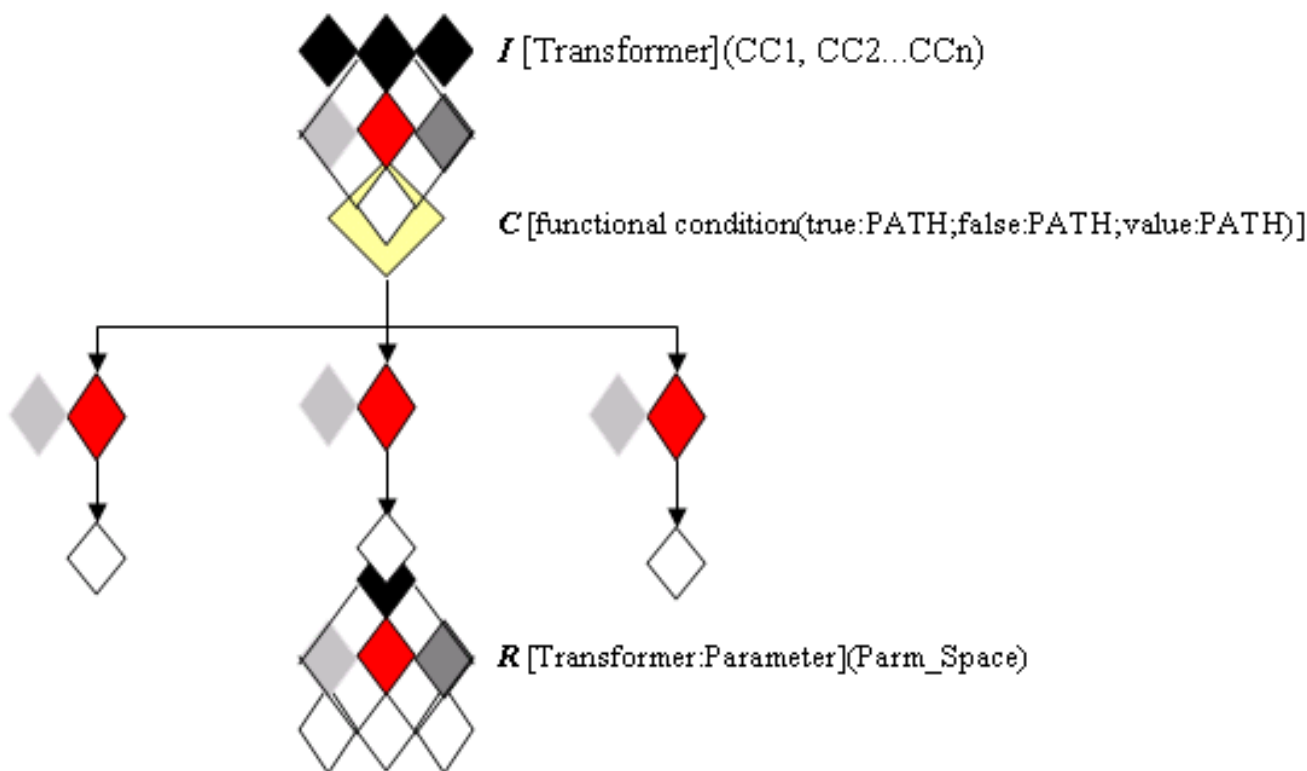 I [Transformer](CC1, CC2...CCn)
C [functional condition(true:PATH;false:PATH;value:PATH)]
R [Transformer:Parameter](Parm_Space)